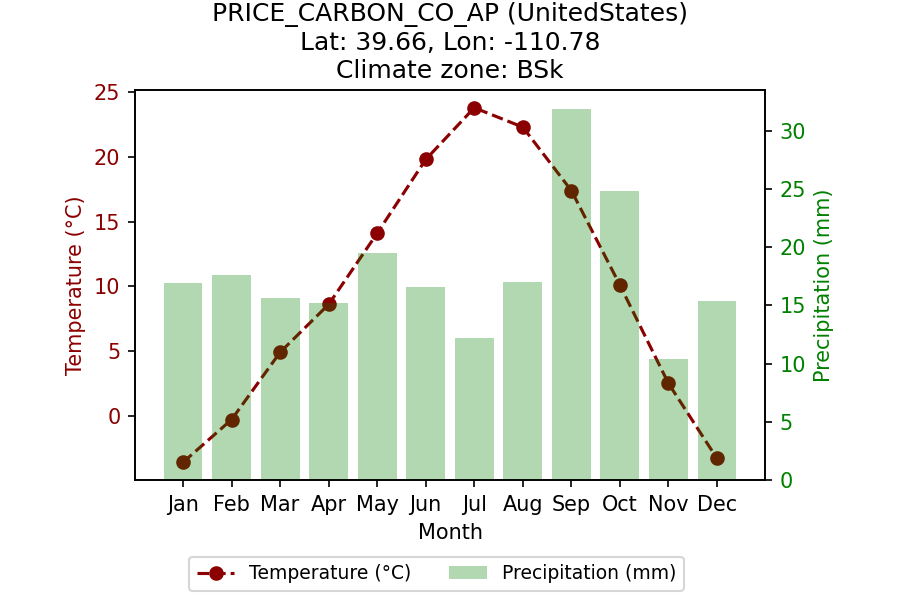 PRICE_CARBON_CO_AP (UnitedStates)
Lat: 39.66, Lon: -110.78
Climate zone: BSk
25
20
15
10
5
0
Temperature (°C)
30
25
20
15
10
5
0
Precipitation (mm)
Jan Feb Mar Apr May Jun Jul Aug Sep Oct Nov Dec
Month
Temperature (°C) Precipitation (mm)